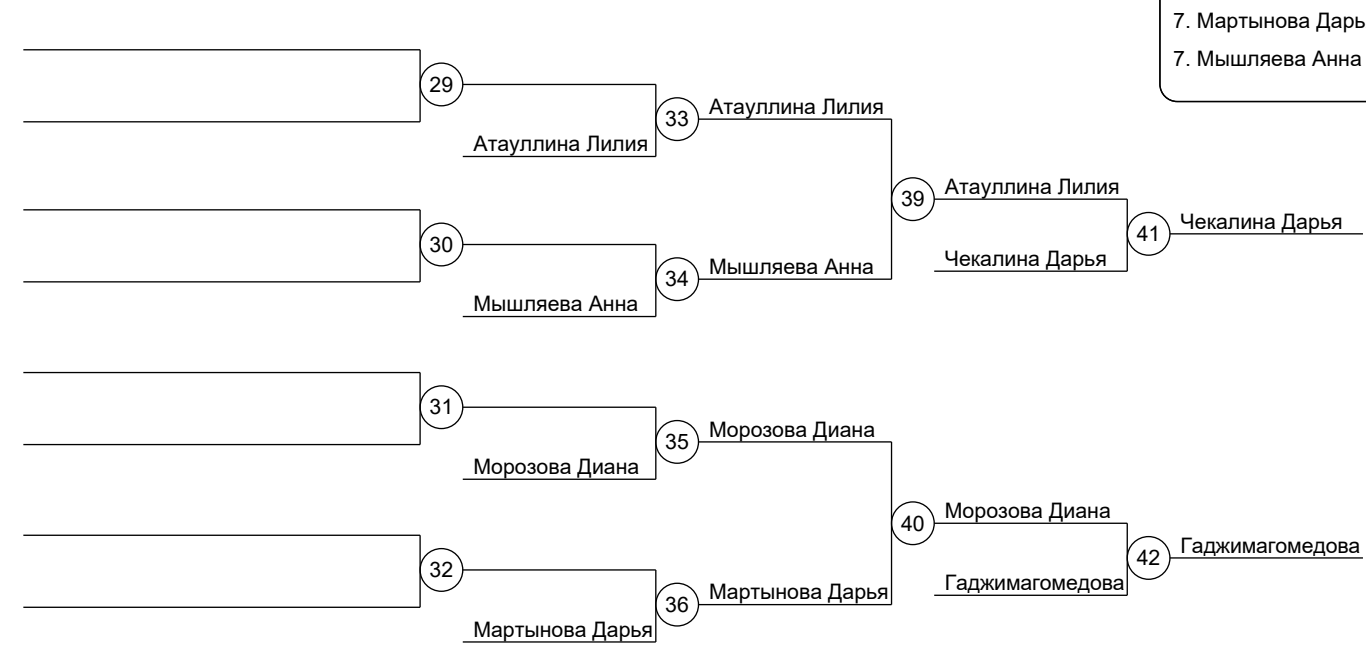 7. Мартынова Дарь
7. Мышляева Анна
29
33
Атауллина Лилия
Атауллина Лилия
39
Атауллина Лилия
41
Чекалина Дарья
30
Чекалина Дарья
34
Мышляева Анна
Мышляева Анна
31
35
Морозова Диана
Морозова Диана
40
Морозова Диана
42
Гаджимагомедова
32
Гаджимагомедова
36
Мартынова Дарья
Мартынова Дарья